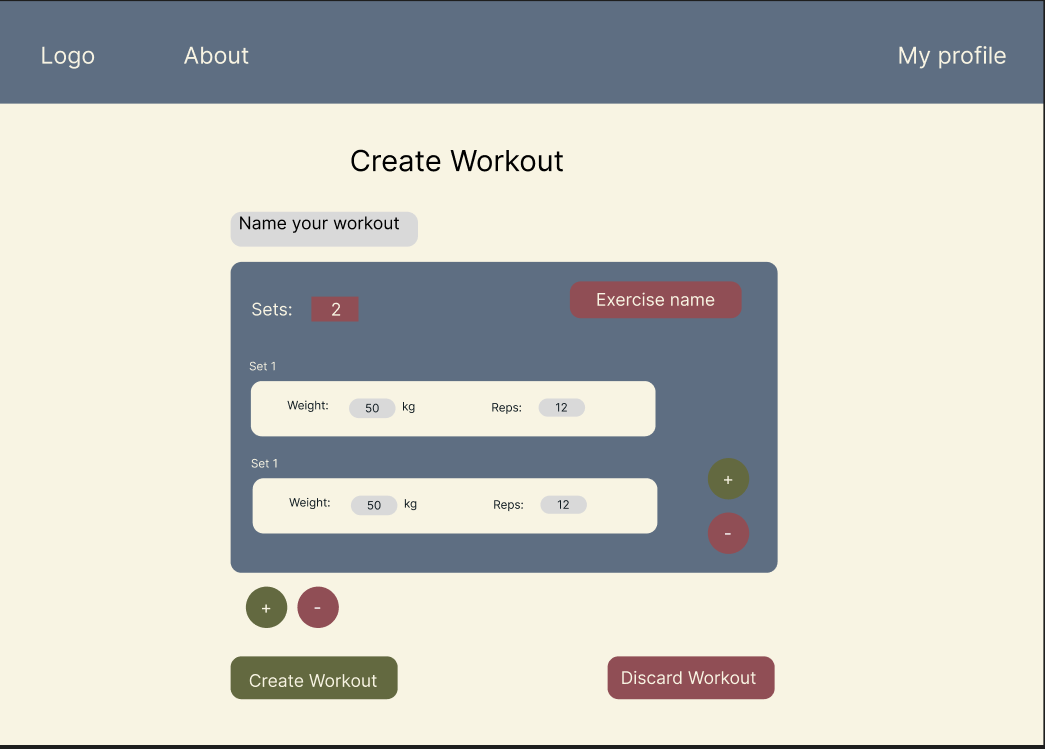 Logo About My profile
Create Workout
Name your workout
Sets: 2 Exercise name
Set 1
Weight: 50 kg Reps: 12
Set 1
Weight: 50 kg Reps: 12
+
-
+ -
Create Workout Discard Workout